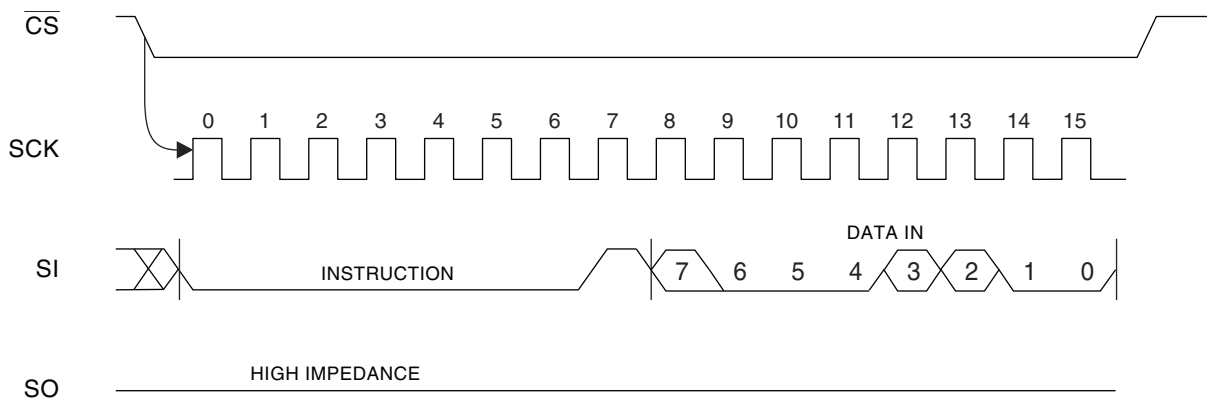 CS
SCK
0 1 2 3 4 5 6 7 8 9 10 11 12 13 14 15
DATA IN
SI
INSTRUCTION
7 6 5 4 3 2 1 0
HIGH IMPEDANCE
SO